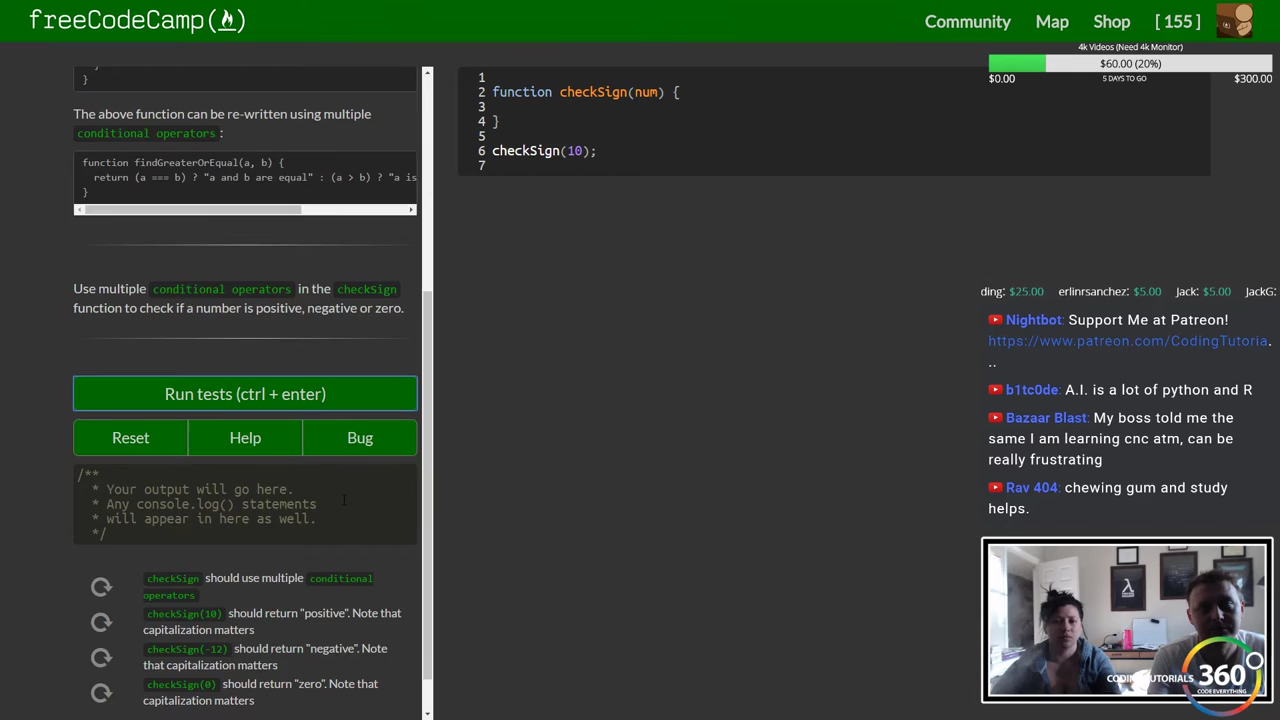 freeCodeCamp
Community
Map
Shop
[ 155 ]
4k Videos (Need 4k Monitor)
$60.00 (20%)
$0.00
5 DAYS TO GO
$300.00
}
The above function can be re-written using multiple
conditional operators :
function findGreaterOrEqual(a, b) {
return (a === b) ? "a and b are equal" : (a > b) ? "a is
}
Use multiple conditional operators in the checkSign
function to check if a number is positive, negative or zero.
Run tests (ctrl + enter)
Reset
Help
Bug
/**
* Your output will go here.
* Any console.log() statements
* will appear in here as well.
*/
checkSign should use multiple conditional
operators
checkSign(10) should return "positive". Note that
capitalization matters
checkSign(-12) should return "negative". Note
that capitalization matters
checkSign(0) should return "zero". Note that
capitalization matters
1
2 function checkSign(num) {
3
4 }
5
6 checkSign(10);
7
ding: $25.00 erlinrsanchez: $5.00 Jack: $5.00 JackG:
Nightbot: Support Me at Patreon!
https://www.patreon.com/CodingTutoria.
..
b1tc0de: A.I. is a lot of python and R
Bazaar Blast: My boss told me the
same I am learning cnc atm, can be
really frustrating
Rav 404: chewing gum and study
helps.
CODING TUTORIALS 360
CODE EVERYTHING